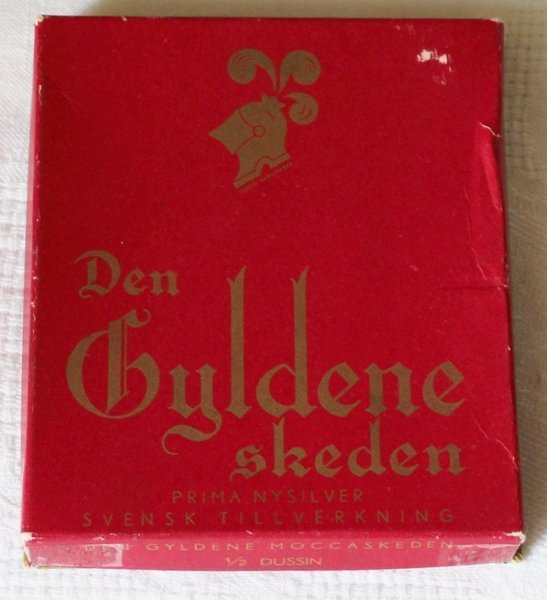 Den
Gyldene
skeden
PRIMA NYSILVER
SVENSK TILLVERKNING
DEN GYLDENE MOCCASKEDEN
1/2 DUSSIN